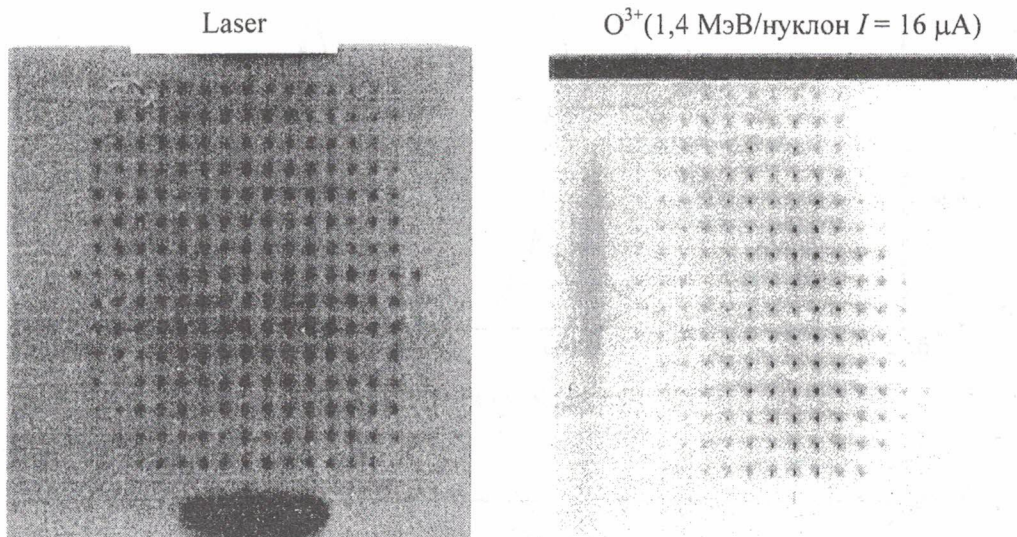 Laser
O³⁺(1,4 МэВ/нуклон I = 16 μA)